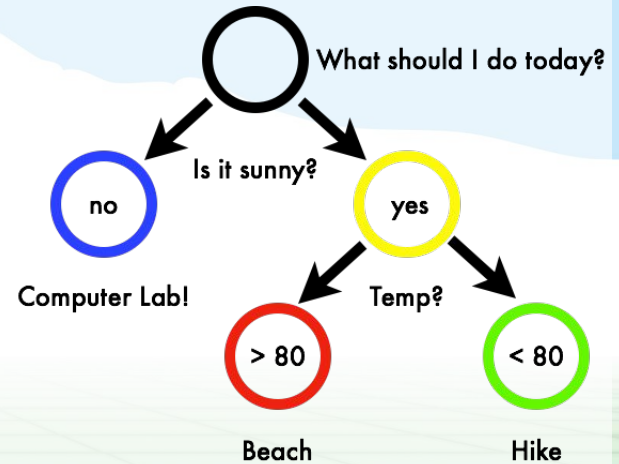 What should I do today?
Is it sunny?
no
yes
Computer Lab!
Temp?
> 80
< 80
Beach
Hike